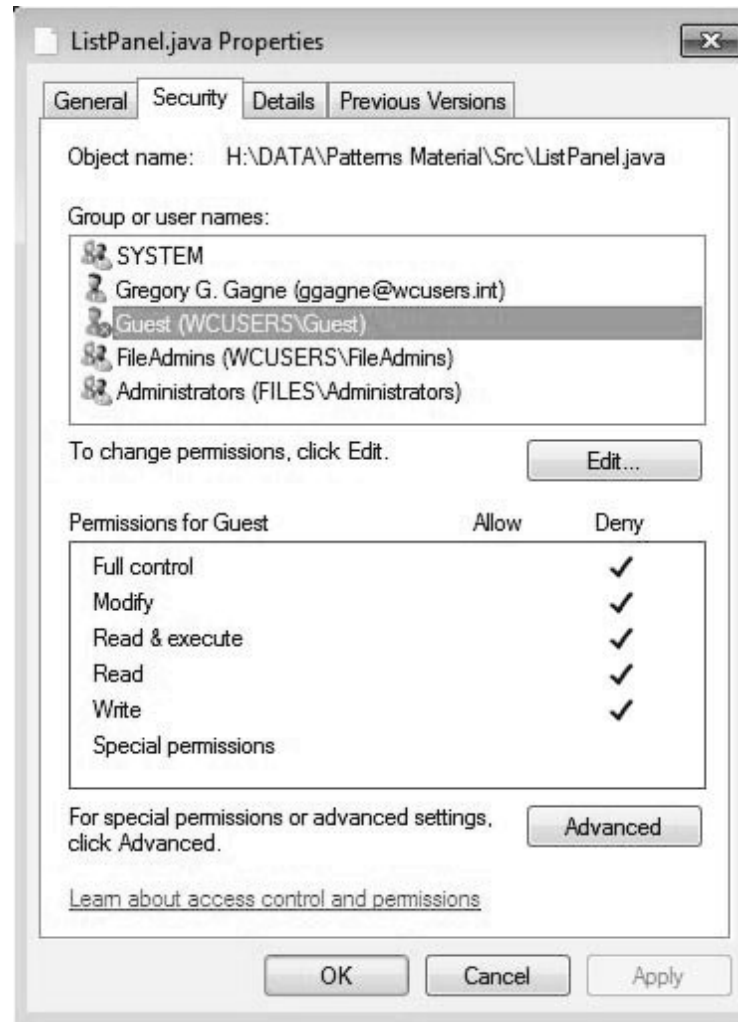 ListPanel.java Properties
General Security Details Previous Versions
Object name: H:\DATA\Patterns Material\Src\ListPanel.java
Group or user names:
SYSTEM
Gregory G. Gagne (ggagne@wcusers.int)
Guest (WCUSERS\Guest)
FileAdmins (WCUSERS\FileAdmins)
Administrators (FILES\Administrators)
To change permissions, click Edit. Edit...
Permissions for Guest Allow Deny
Full control
Modify
Read & execute
Read
Write
Special permissions
For special permissions or advanced settings,
click Advanced. Advanced
Learn about access control and permissions
OK Cancel Apply